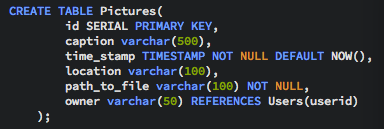 CREATE TABLE Pictures(
id SERIAL PRIMARY KEY,
caption varchar(500),
time_stamp TIMESTAMP NOT NULL DEFAULT NOW(),
location varchar(100),
path_to_file varchar(100) NOT NULL,
owner varchar(50) REFERENCES Users(userid)
);